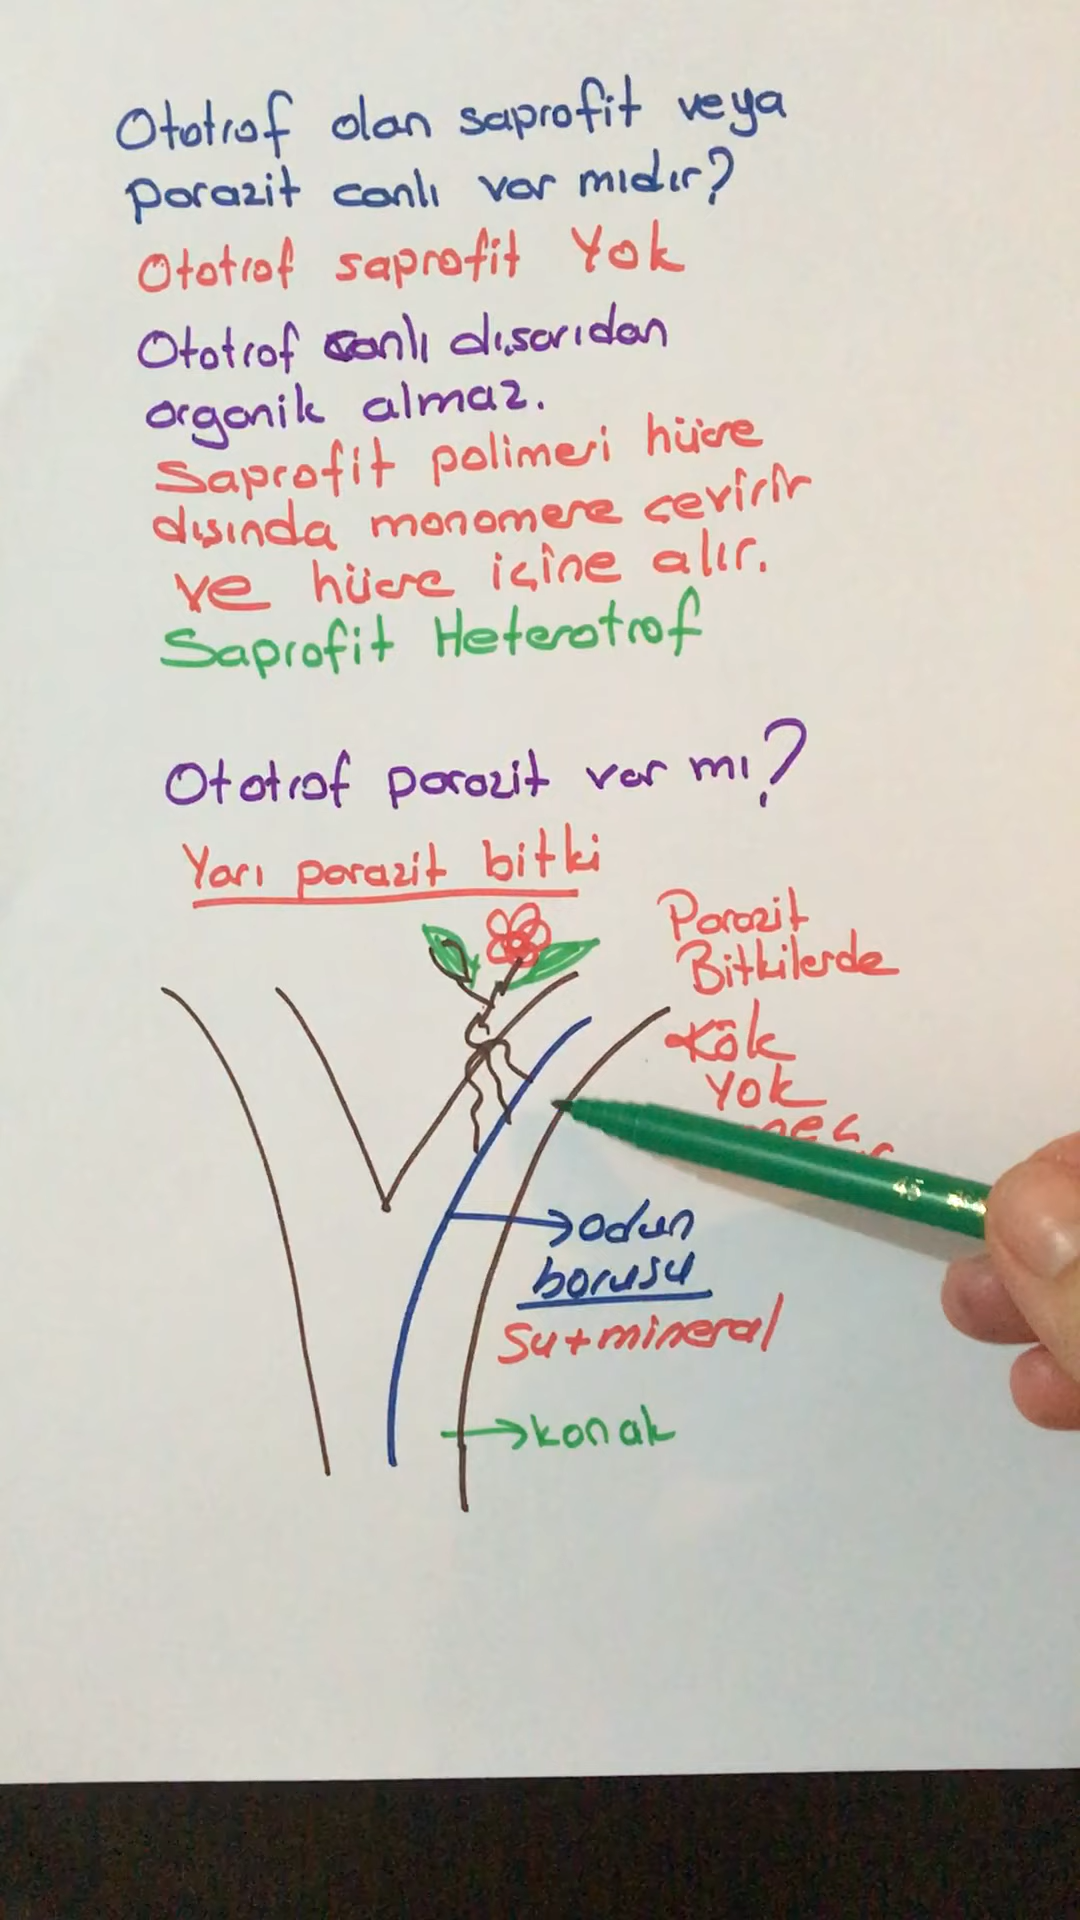 Ototrof olan saprofit veya
parazit canlı var mıdır?
Ototrof saprofit Yok
Ototrof canlı dışarıdan
organik almaz.
Saprofit polimeri hücre
dışında monomere çevirir
ve hücre içine alır.
Saprofit Heterotrof
Ototrof parazit var mı?
Yarı parazit bitki
Parazit
Bitkilerde
Kök
Yok
odun
borusu
Su+mineral
konak
45